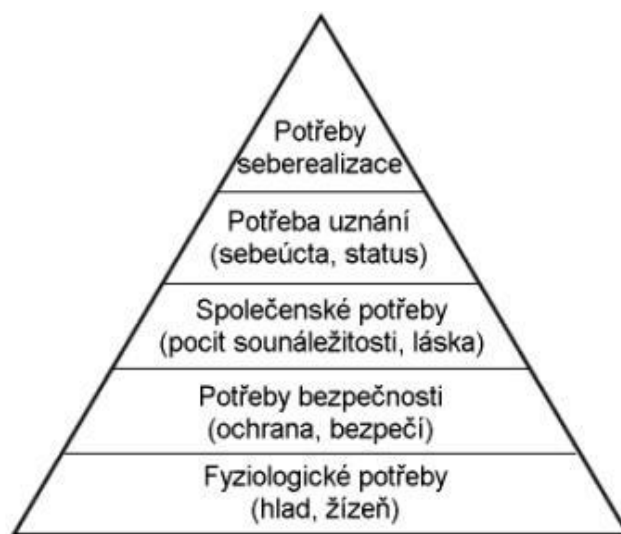 Potřeby
seberealizace
Potřeba uznání
(sebeúcta, status)
Společenské potřeby
(pocit sounáležitosti, láska)
Potřeby bezpečnosti
(ochrana, bezpečí)
Fyziologické potřeby
(hlad, žízeň)